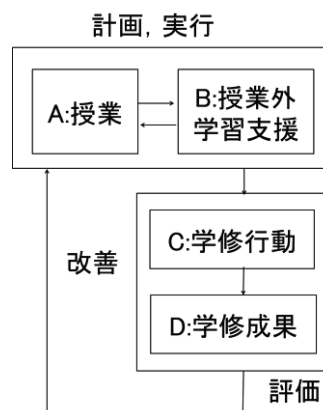 計画，実行
A:授業
B:授業外
学習支援
改善
C:学修行動
D:学修成果
評価